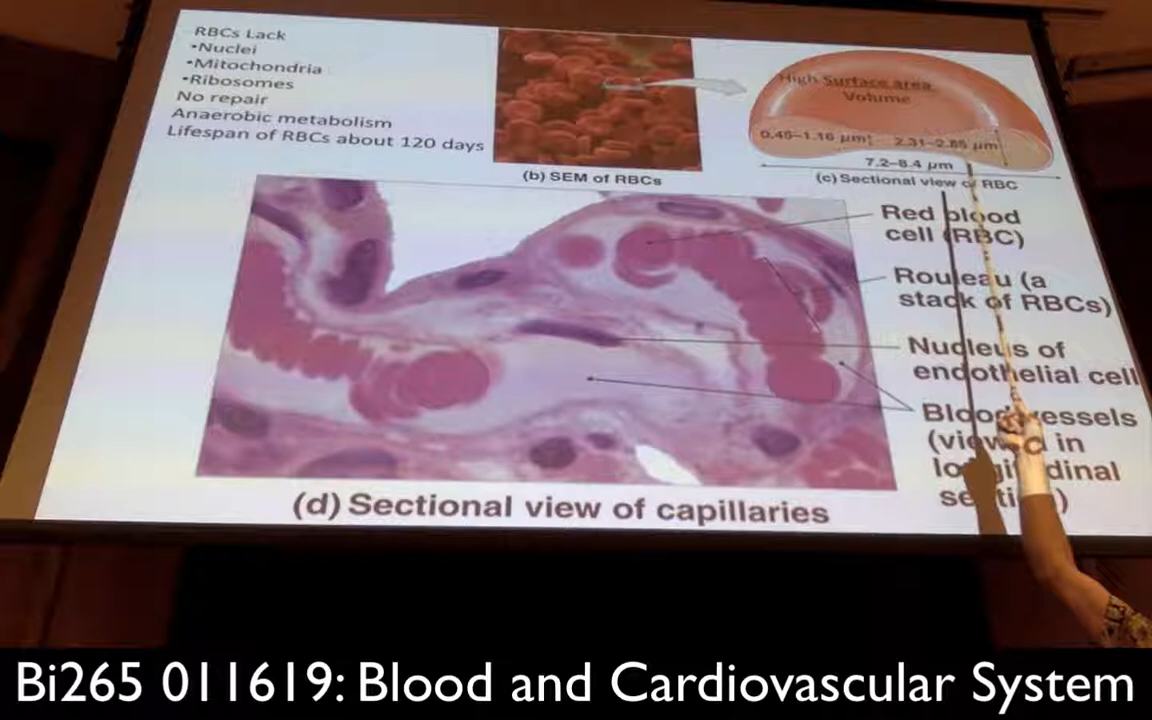 RBCs Lack
•Nuclei
•Mitochondria
•Ribosomes
No repair
Anaerobic metabolism
Lifespan of RBCs about 120 days
(b) SEM of RBCs
High Surface area
Volume
0.45–1.16 µm
2.31–2.85 µm
7.2–8.4 µm
(c) Sectional view of RBC
Red blood
cell (RBC)
Rouleau (a
stack of RBCs)
Nucleus of
endothelial cell
Blood vessels
(viewed in
longitudinal
section)
(d) Sectional view of capillaries
Bi265 011619: Blood and Cardiovascular System